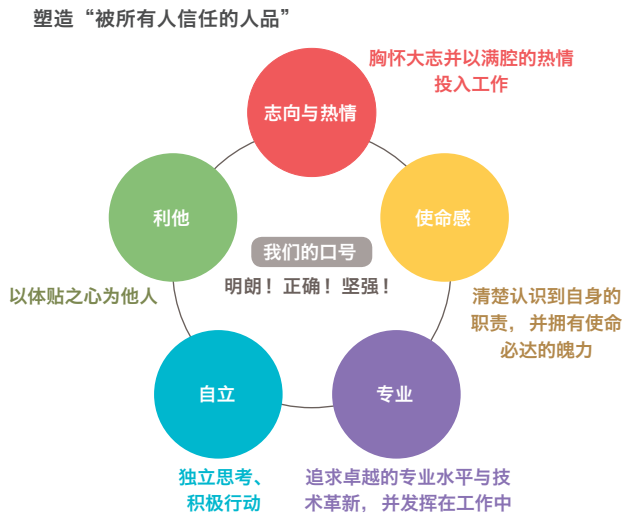 塑造“被所有人信任的人品”
胸怀大志并以满腔的热情
投入工作
志向与热情
利他
使命感
我们的口号
明朗！正确！坚强！
以体贴之心为他人
清楚认识到自身的
职责，并拥有使命
必达的魄力
自立
专业
独立思考、
积极行动
追求卓越的专业水平与技
术革新，并发挥在工作中